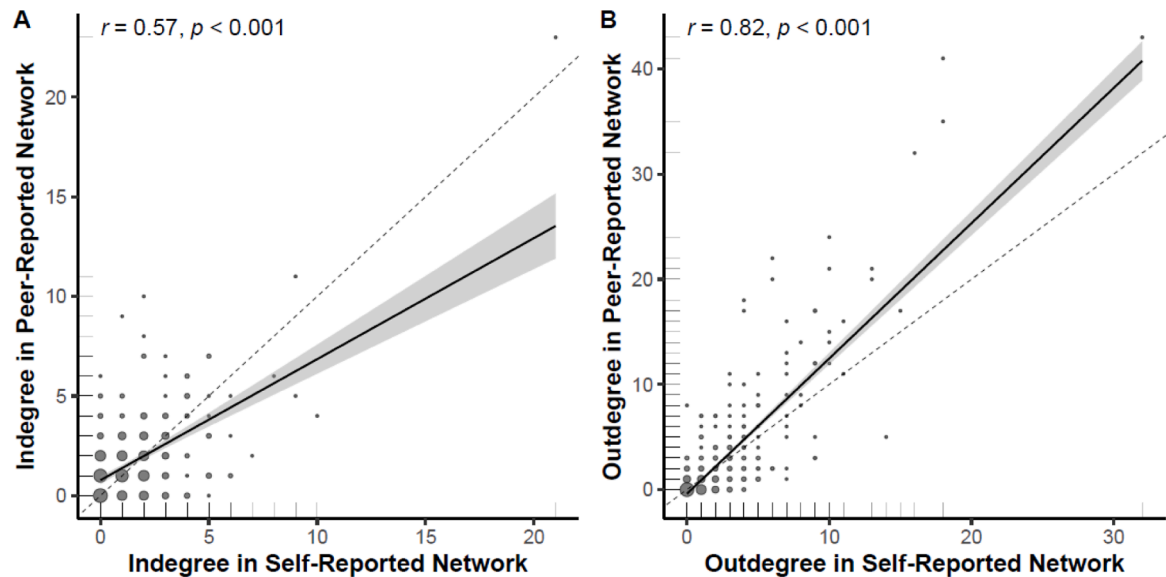 A
r = 0.57, p < 0.001
Indegree in Peer-Reported Network
20
15
10
5
0
0
5
10
15
20
Indegree in Self-Reported Network
B
r = 0.82, p < 0.001
Outdegree in Peer-Reported Network
40
30
20
10
0
0
10
20
30
Outdegree in Self-Reported Network